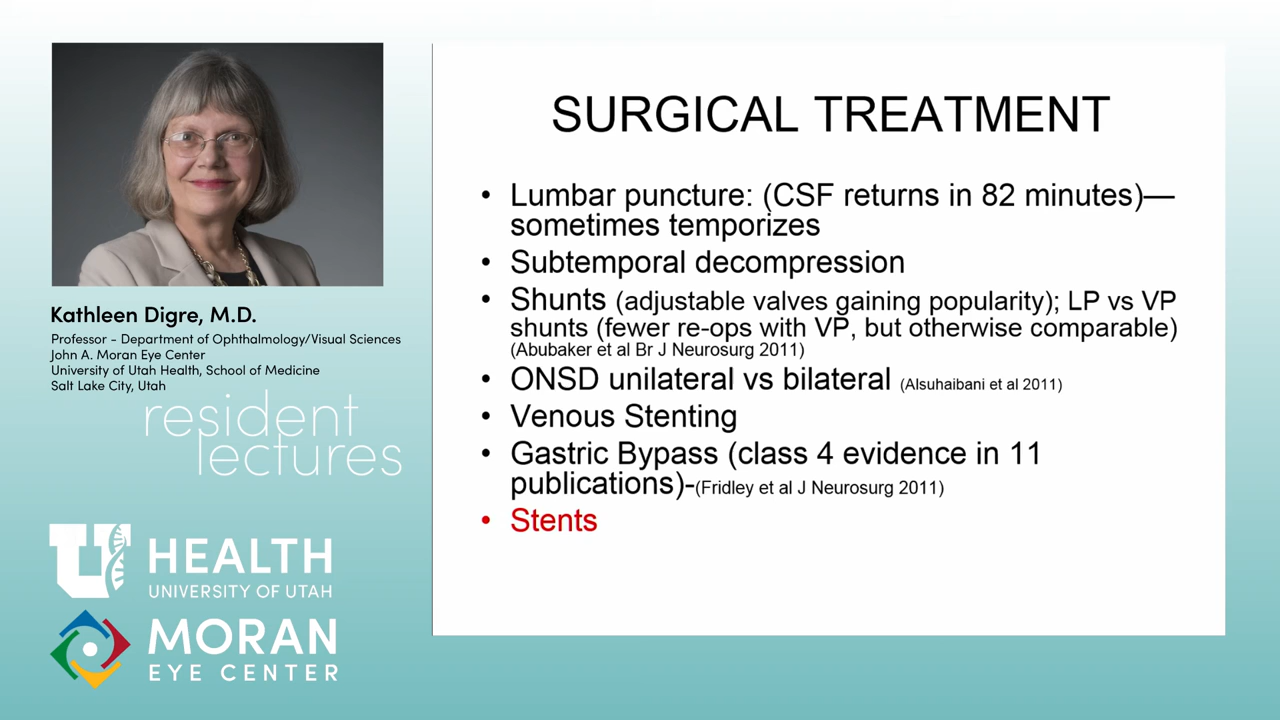 Kathleen Digre, M.D.
Professor - Department of Ophthalmology/Visual Sciences
John A. Moran Eye Center
University of Utah Health, School of Medicine
Salt Lake City, Utah
resident
lectures
U HEALTH
UNIVERSITY OF UTAH
MORAN
EYE CENTER
SURGICAL TREATMENT
• Lumbar puncture: (CSF returns in 82 minutes)—
sometimes temporizes
• Subtemporal decompression
• Shunts (adjustable valves gaining popularity); LP vs VP
shunts (fewer re-ops with VP, but otherwise comparable)
(Abubaker et al Br J Neurosurg 2011)
• ONSD unilateral vs bilateral (Alsuhaibani et al 2011)
• Venous Stenting
• Gastric Bypass (class 4 evidence in 11
publications)-(Fridley et al J Neurosurg 2011)
• Stents